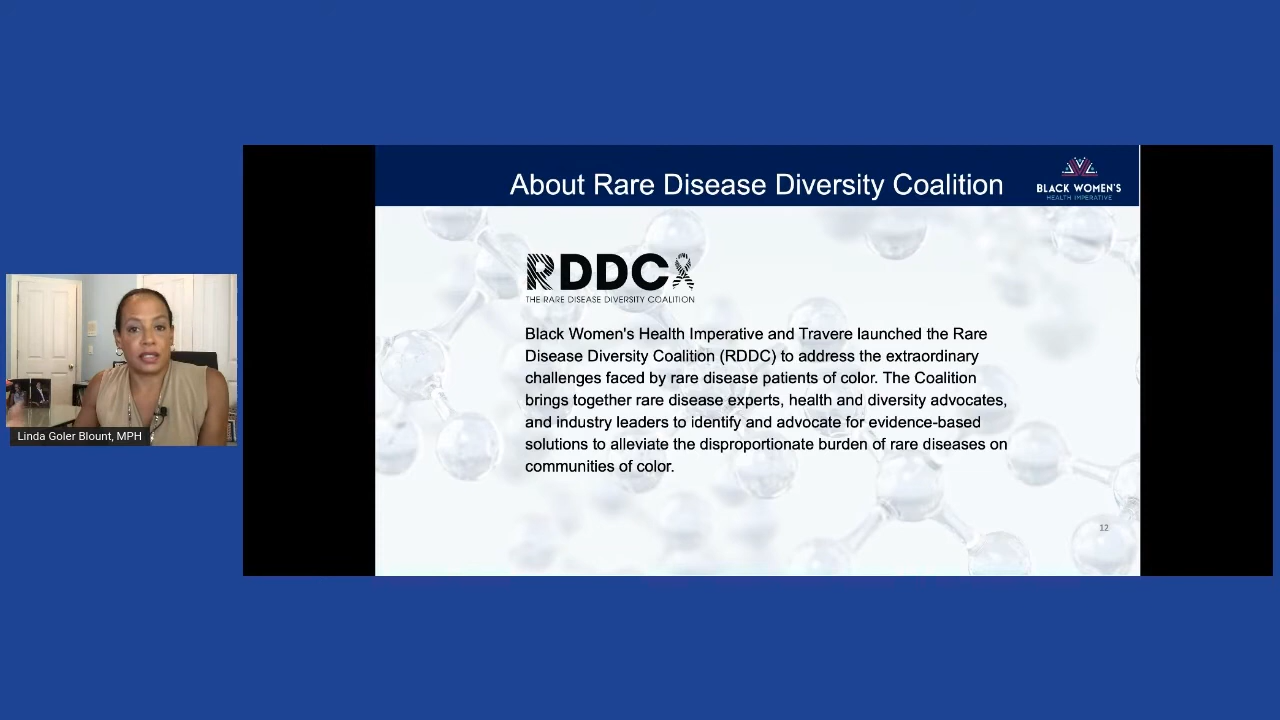 About Rare Disease Diversity Coalition
BLACK WOMEN'S
HEALTH IMPERATIVE
RDDC
THE RARE DISEASE DIVERSITY COALITION
Black Women's Health Imperative and Travere launched the Rare
Disease Diversity Coalition (RDDC) to address the extraordinary
challenges faced by rare disease patients of color. The Coalition
brings together rare disease experts, health and diversity advocates,
and industry leaders to identify and advocate for evidence-based
solutions to alleviate the disproportionate burden of rare diseases on
communities of color.
12
Linda Goler Blount, MPH